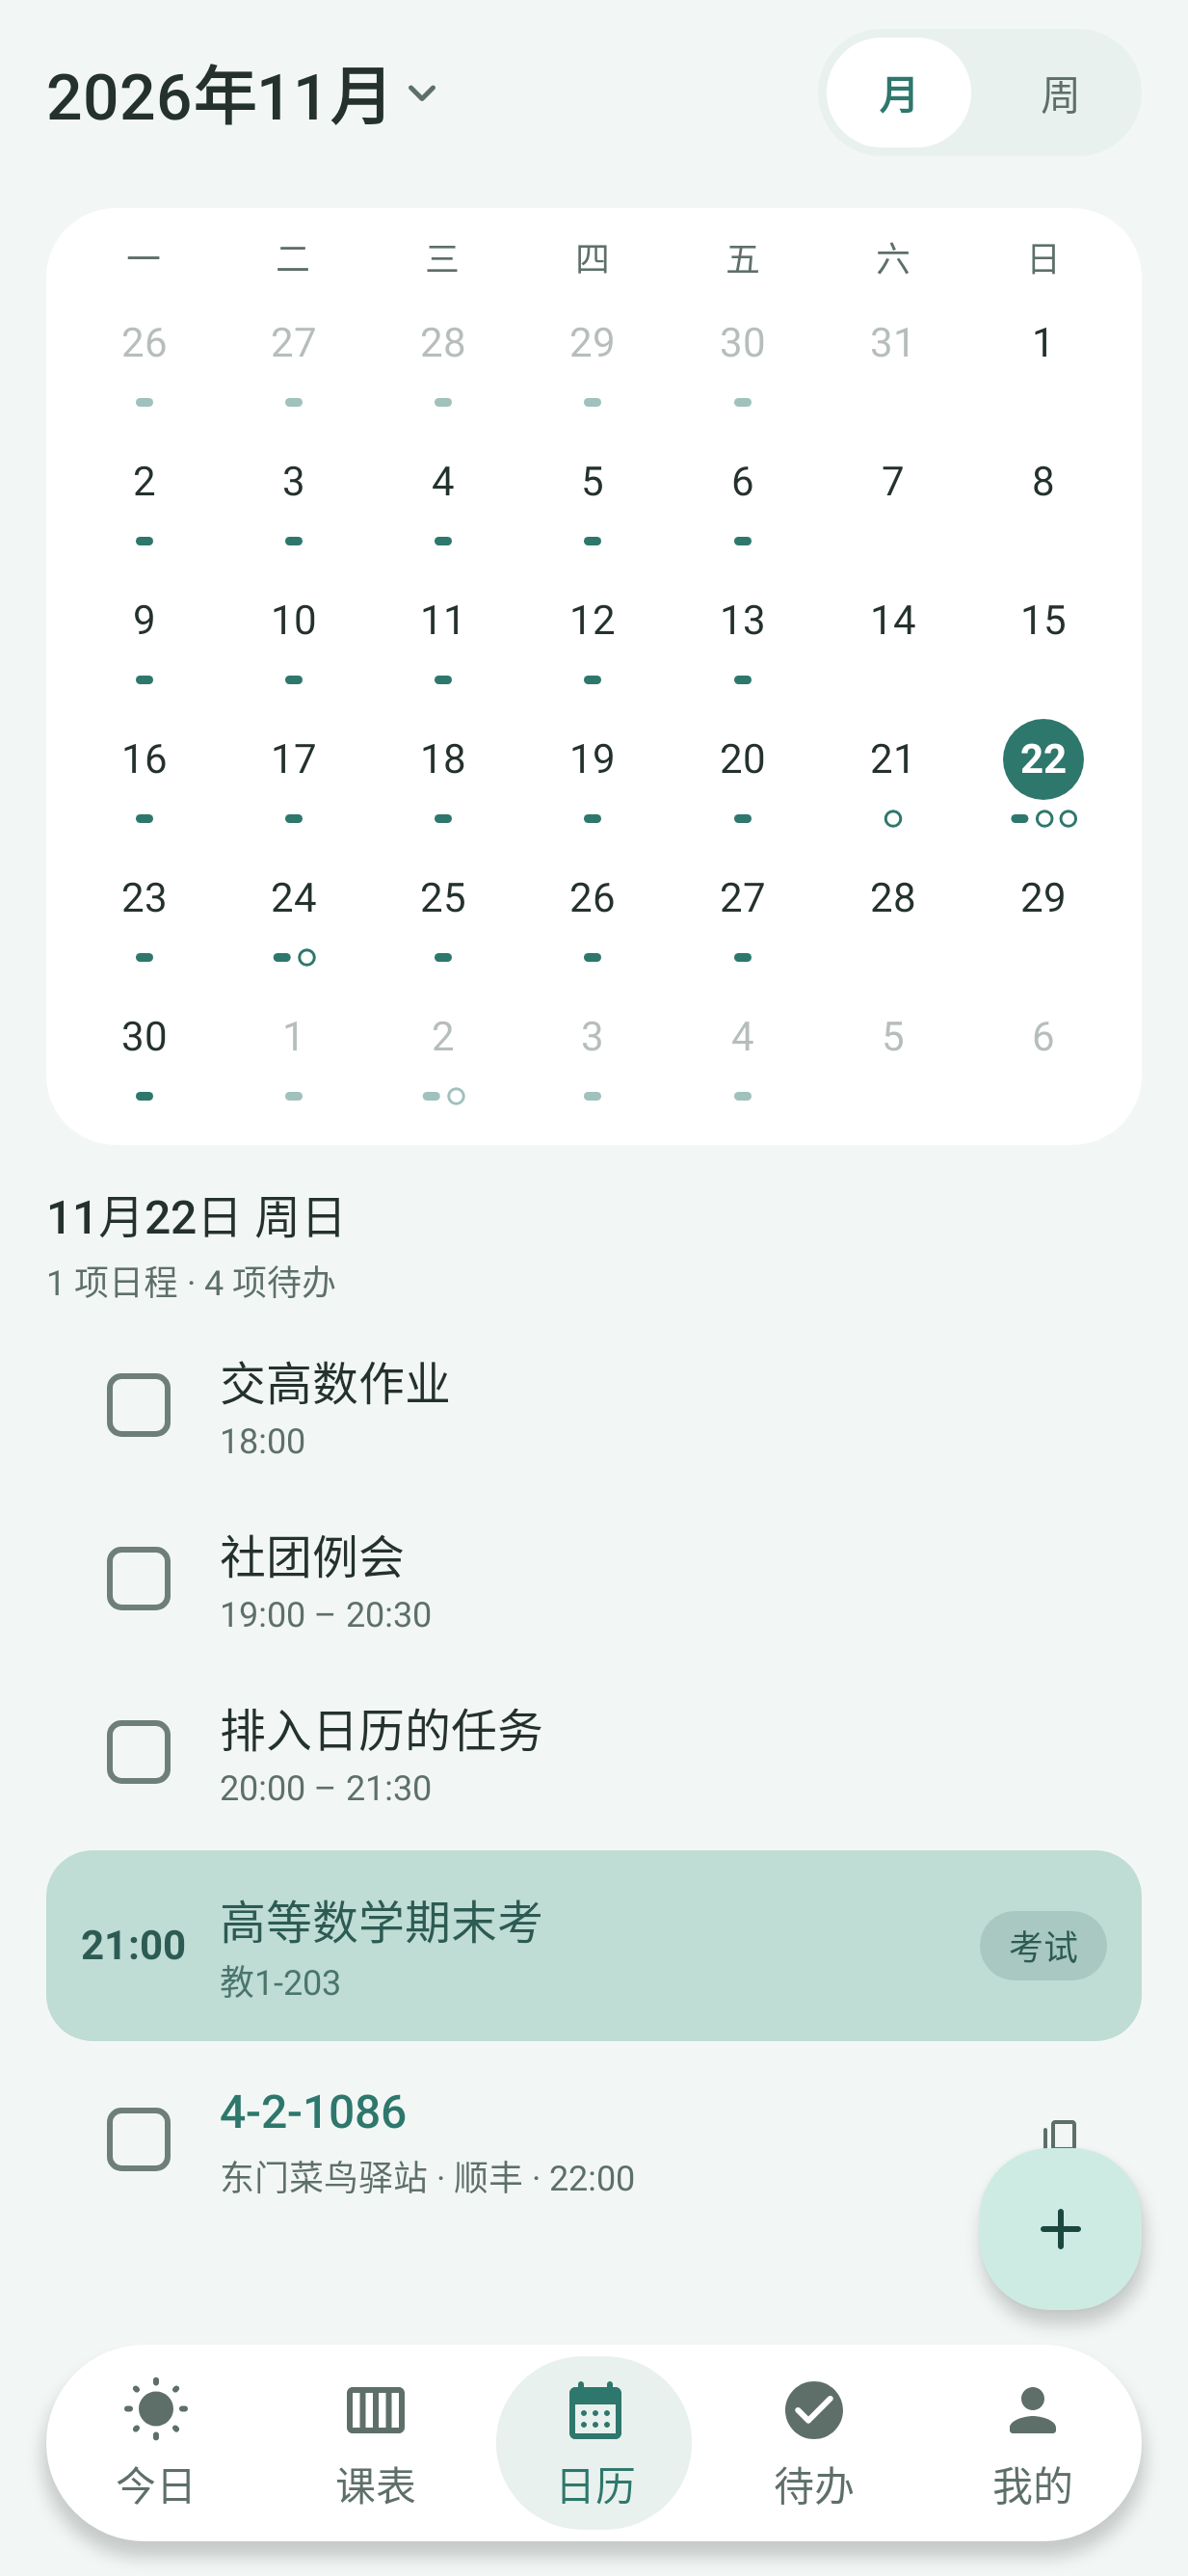 2026年11月
月 周
一 二 三 四 五 六 日
26 27 28 29 30 31 1
2 3 4 5 6 7 8
9 10 11 12 13 14 15
16 17 18 19 20 21 22
23 24 25 26 27 28 29
30 1 2 3 4 5 6
11月22日 周日
1 项日程 · 4 项待办
交高数作业
18:00
社团例会
19:00 – 20:30
排入日历的任务
20:00 – 21:30
21:00
高等数学期末考
教1-203
考试
4-2-1086
东门菜鸟驿站 · 顺丰 · 22:00
今日 课表 日历 待办 我的